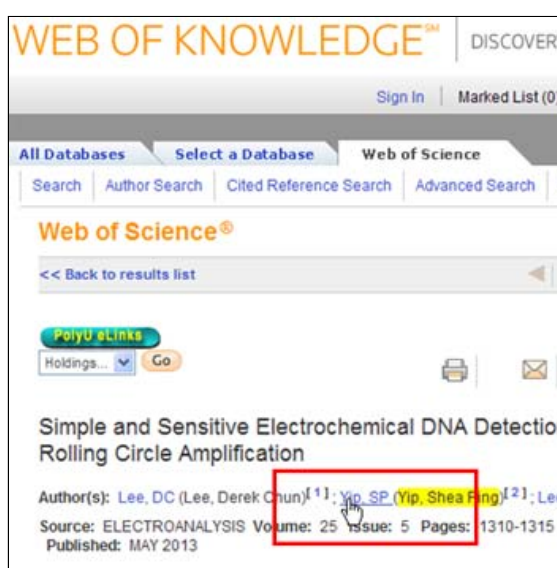 WEB OF KNOWLEDGE℠ DISCOVER
Sign In Marked List (0)
All Databases Select a Database Web of Science
Search Author Search Cited Reference Search Advanced Search
Web of Science®
<< Back to results list
PolyU eLinks
Holdings... Go
Simple and Sensitive Electrochemical DNA Detectio
Rolling Circle Amplification
Author(s): Lee, DC (Lee, Derek Chun)[ 1 ]; Yip, SP (Yip, Shea Ping)[ 2 ]; Le
Source: ELECTROANALYSIS Volume: 25 Issue: 5 Pages: 1310-1315
Published: MAY 2013